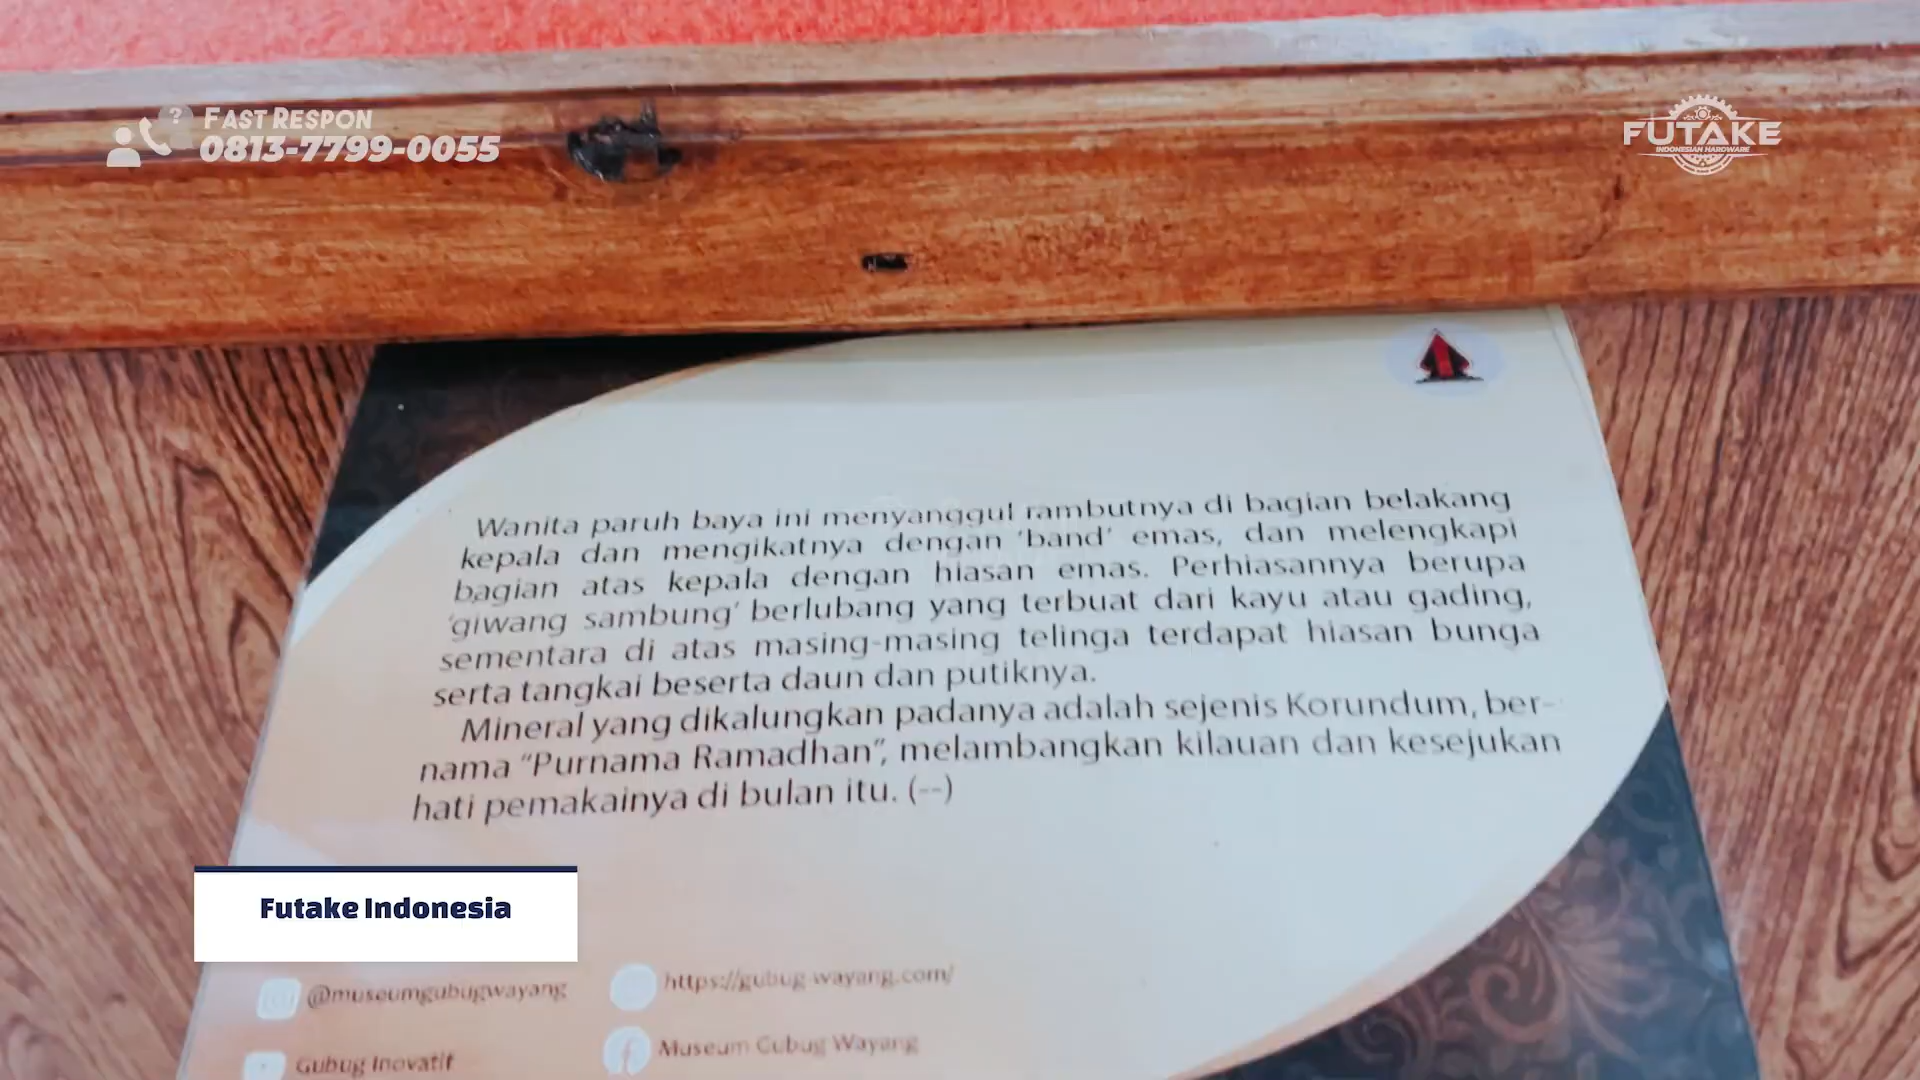 FAST RESPON
0813-7799-0055
FUTAKE
INDONESIAN HARDWARE
Wanita paruh baya ini menyanggul rambutnya di bagian belakang
kepala dan mengikatnya dengan 'band' emas, dan melengkapi
bagian atas kepala dengan hiasan emas. Perhiasannya berupa
'giwang sambung' berlubang yang terbuat dari kayu atau gading,
sementara di atas masing-masing telinga terdapat hiasan bunga
serta tangkai beserta daun dan putiknya.
Mineral yang dikalungkan padanya adalah sejenis Korundum, ber-
nama "Purnama Ramadhan", melambangkan kilauan dan kesejukan
hati pemakainya di bulan itu. (--)
Futake Indonesia
@museumgubugwayang
https://gubug-wayang.com/
Gubug Inovatif
Museum Gubug Wayang